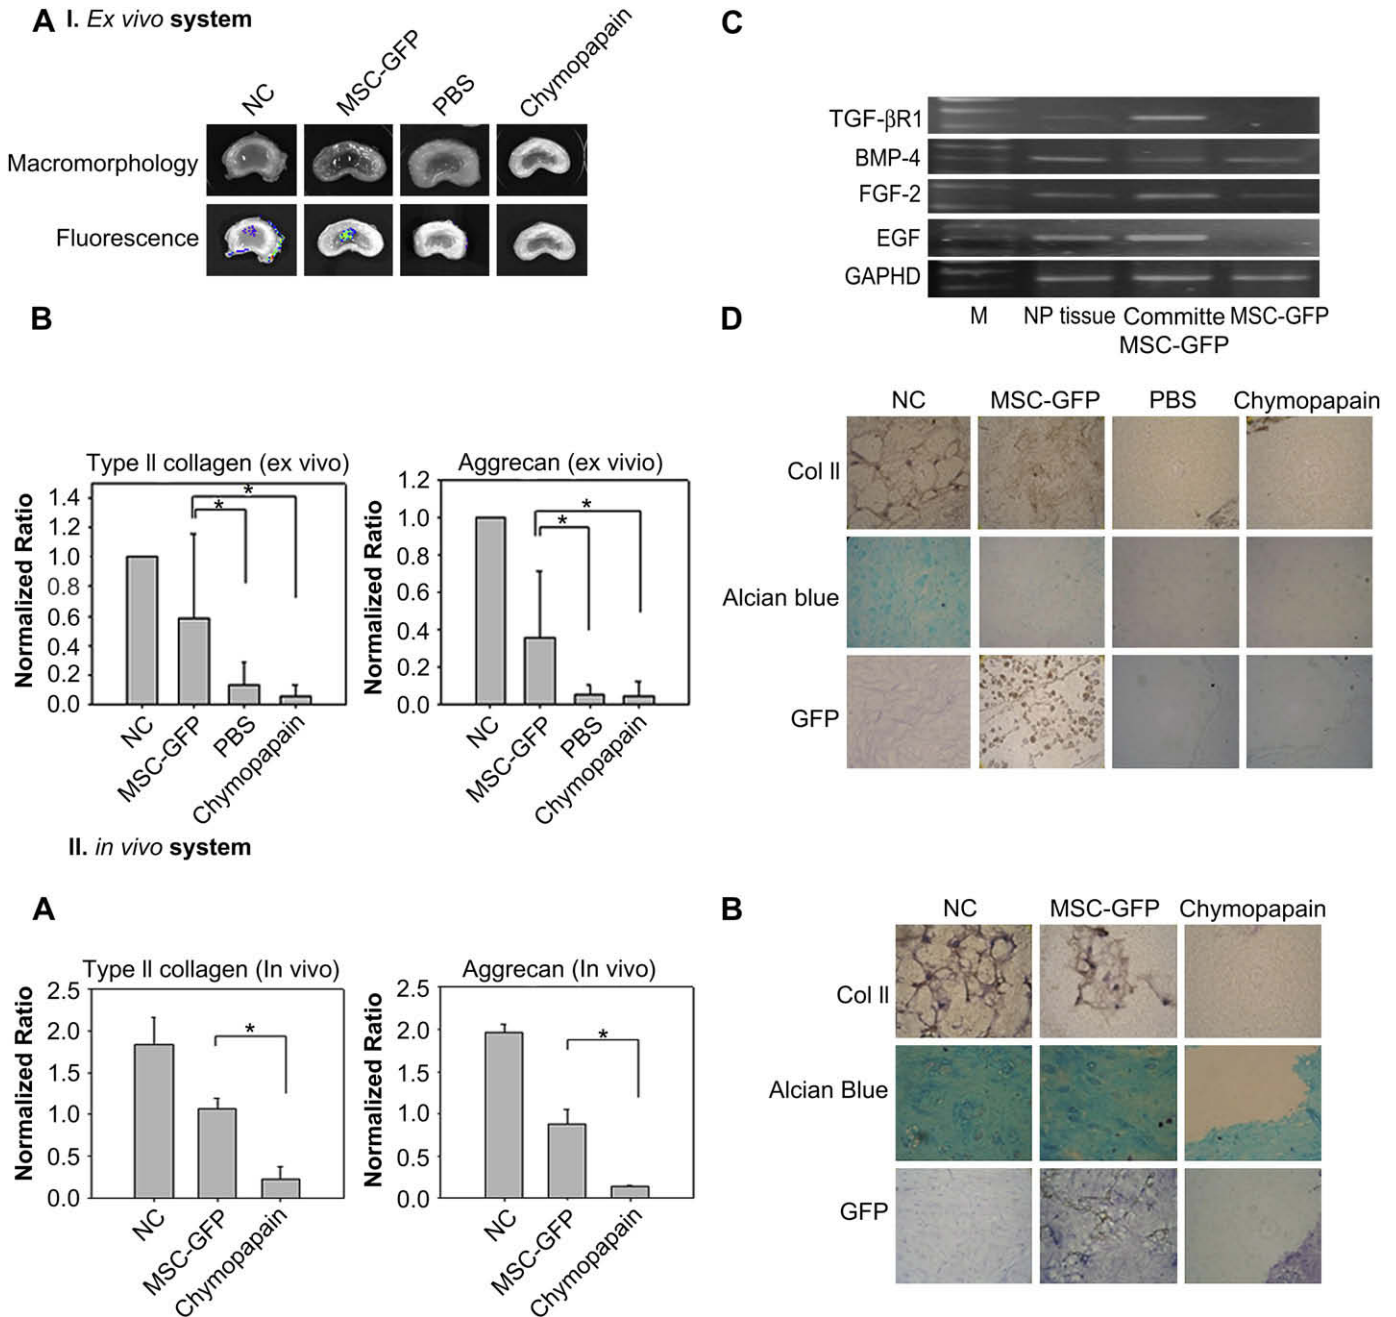 A I. Ex vivo system
NC MSC-GFP PBS Chymopapain
Macromorphology
Fluorescence
B
Type II collagen (ex vivo)
Normalized Ratio
1.4
1.2
1.0
0.8
0.6
0.4
0.2
0.0
* *
NC MSC-GFP PBS Chymopapain
Aggrecan (ex vivio)
Normalized Ratio
1.2
1.0
0.8
0.6
0.4
0.2
0.0
* *
NC MSC-GFP PBS Chymopapain
C
TGF-βR1
BMP-4
FGF-2
EGF
GAPHD
M NP tissue Committe MSC-GFP
MSC-GFP
D
NC MSC-GFP PBS Chymopapain
Col II
Alcian blue
GFP
II. in vivo system
A
Type II collagen (In vivo)
Normalized Ratio
2.5
2.0
1.5
1.0
0.5
0.0
*
NC MSC-GFP Chymopapain
Aggrecan (In vivo)
Normalized Ratio
2.5
2.0
1.5
1.0
0.5
0.0
*
NC MSC-GFP Chymopapain
B
NC MSC-GFP Chymopapain
Col II
Alcian Blue
GFP